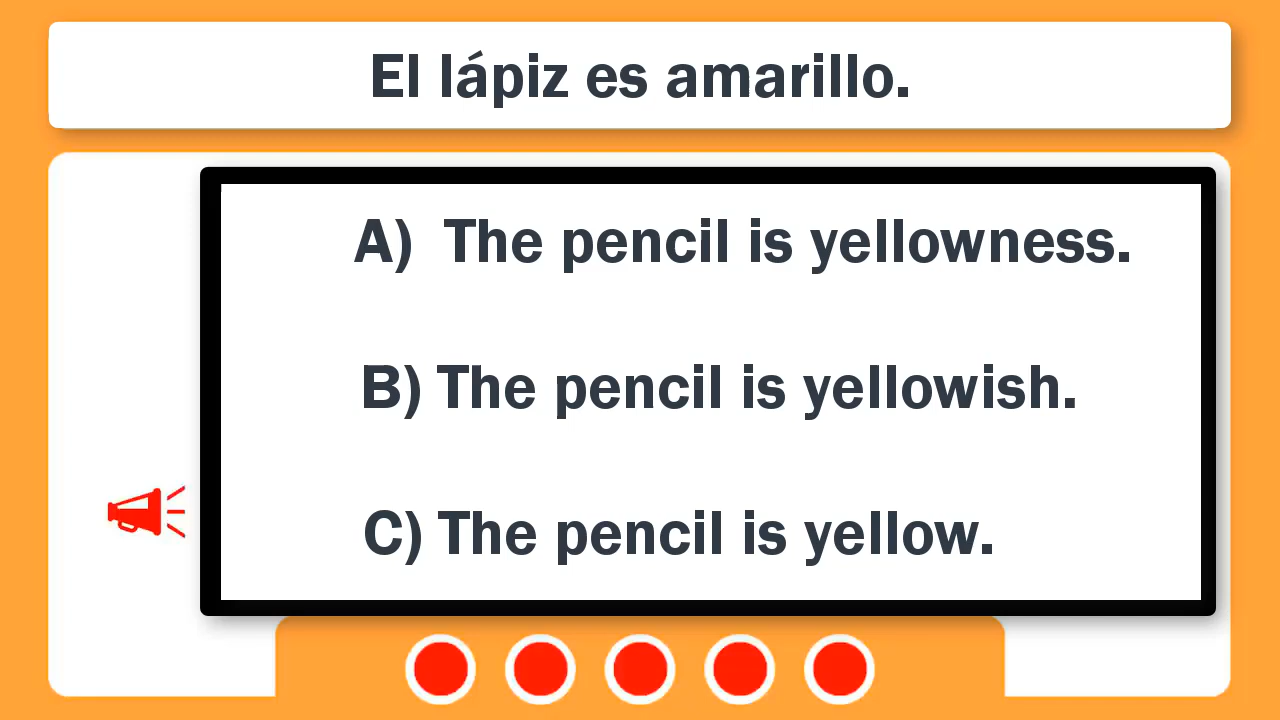 El lápiz es amarillo.
A) The pencil is yellowness.
B) The pencil is yellowish.
C) The pencil is yellow.